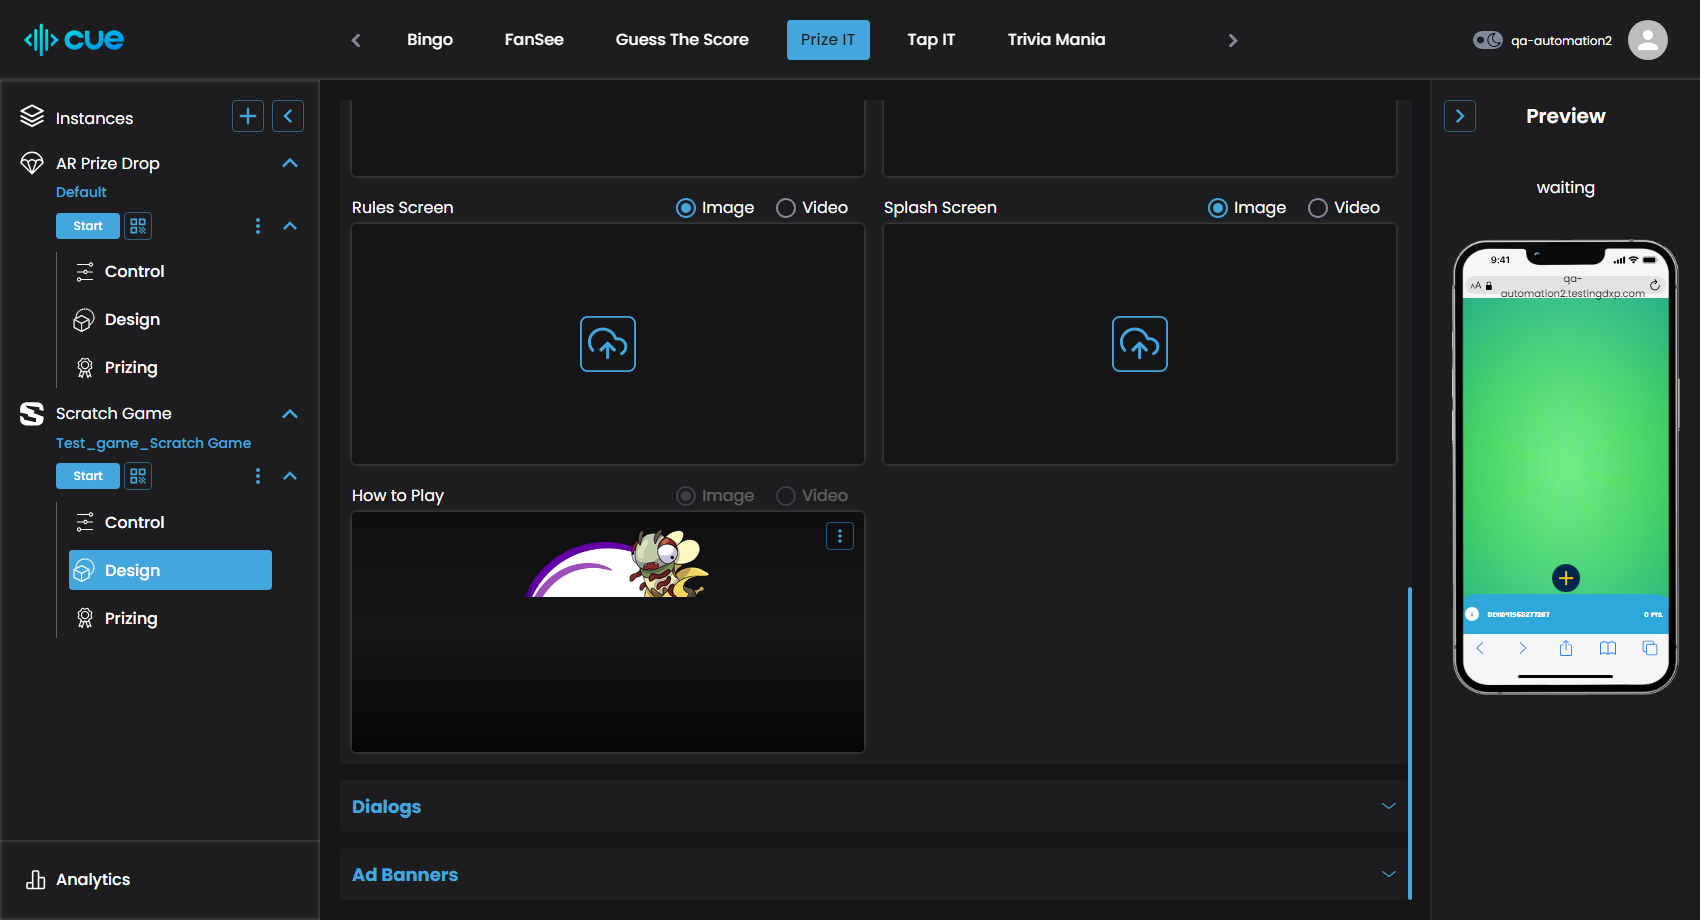 cue
Bingo
FanSee
Guess The Score
Prize IT
Tap IT
Trivia Mania
qa-automation2
Instances
AR Prize Drop
Default
Start
Control
Design
Prizing
Scratch Game
Test_game_Scratch Game
Start
Control
Design
Prizing
Analytics
Rules Screen
Image
Video
Splash Screen
Image
Video
How to Play
Image
Video
Dialogs
Ad Banners
Preview
waiting
9:41
AA
qa-
automation2.testingdxp.com
0 PTS.